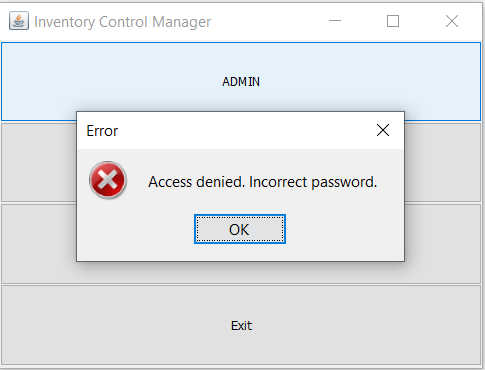 Inventory Control Manager
ADMIN
Error
Access denied. Incorrect password.
OK
Exit